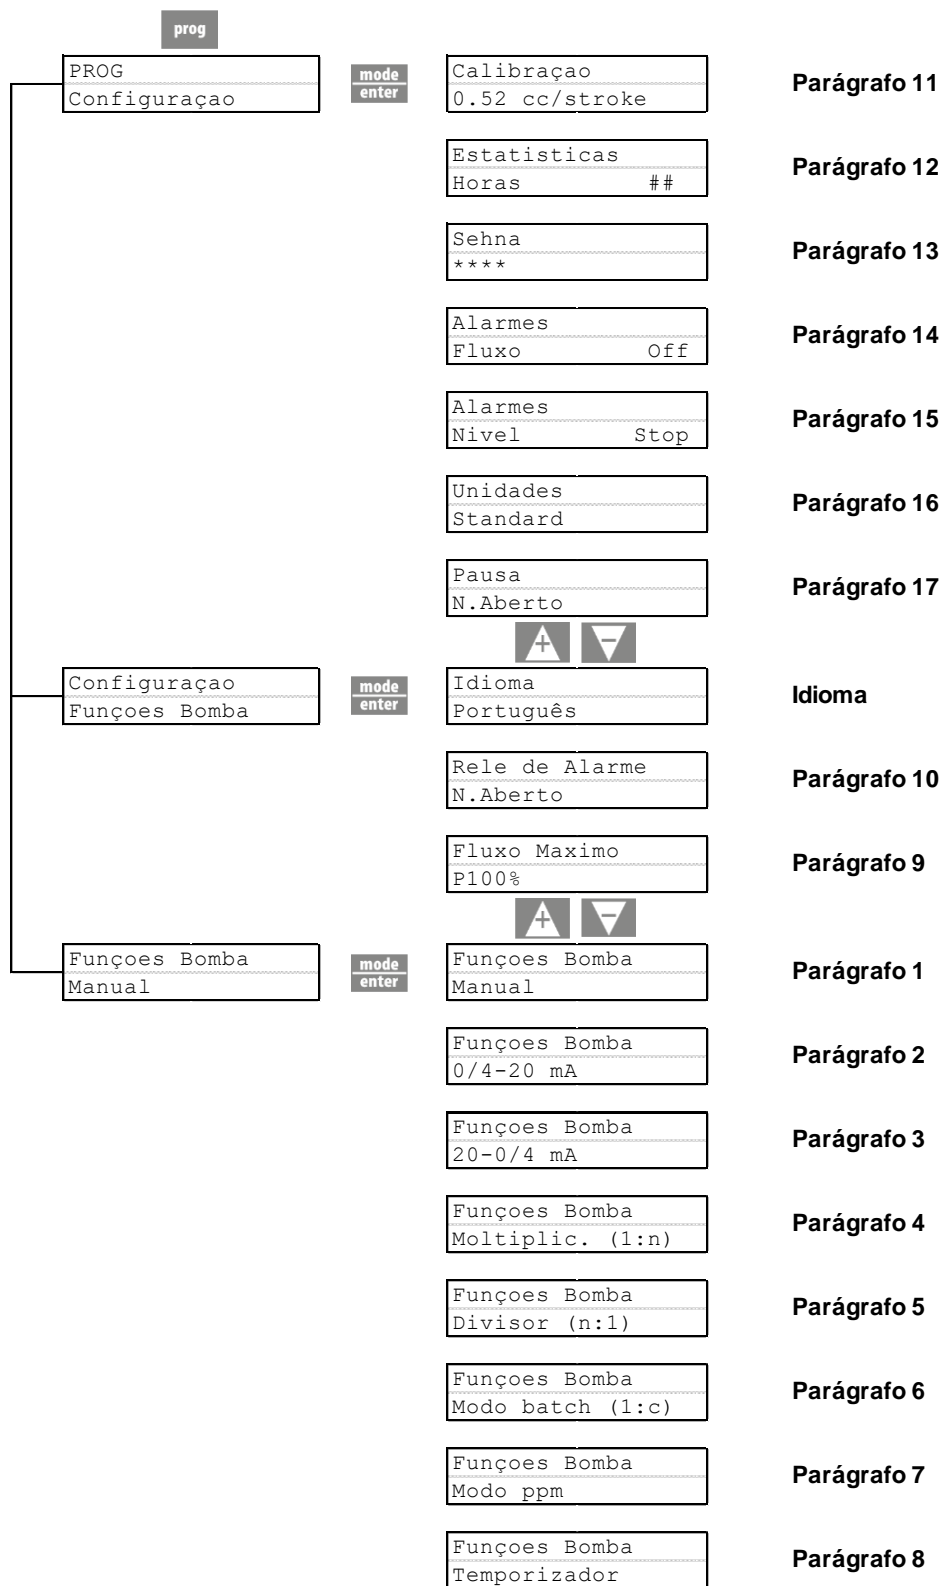 prog
PROG
Configuraçao
mode
enter
Calibraçao
0.52 cc/stroke
Parágrafo 11
Estatisticas
Horas ##
Parágrafo 12
Sehna
****
Parágrafo 13
Alarmes
Fluxo Off
Parágrafo 14
Alarmes
Nivel Stop
Parágrafo 15
Unidades
Standard
Parágrafo 16
Pausa
N.Aberto
Parágrafo 17
+ −
Configuraçao
Funçoes Bomba
mode
enter
Idioma
Português
Idioma
Rele de Alarme
N.Aberto
Parágrafo 10
Fluxo Maximo
P100%
Parágrafo 9
+ −
Funçoes Bomba
Manual
mode
enter
Funçoes Bomba
Manual
Parágrafo 1
Funçoes Bomba
0/4-20 mA
Parágrafo 2
Funçoes Bomba
20-0/4 mA
Parágrafo 3
Funçoes Bomba
Moltiplic. (1:n)
Parágrafo 4
Funçoes Bomba
Divisor (n:1)
Parágrafo 5
Funçoes Bomba
Modo batch (1:c)
Parágrafo 6
Funçoes Bomba
Modo ppm
Parágrafo 7
Funçoes Bomba
Temporizador
Parágrafo 8